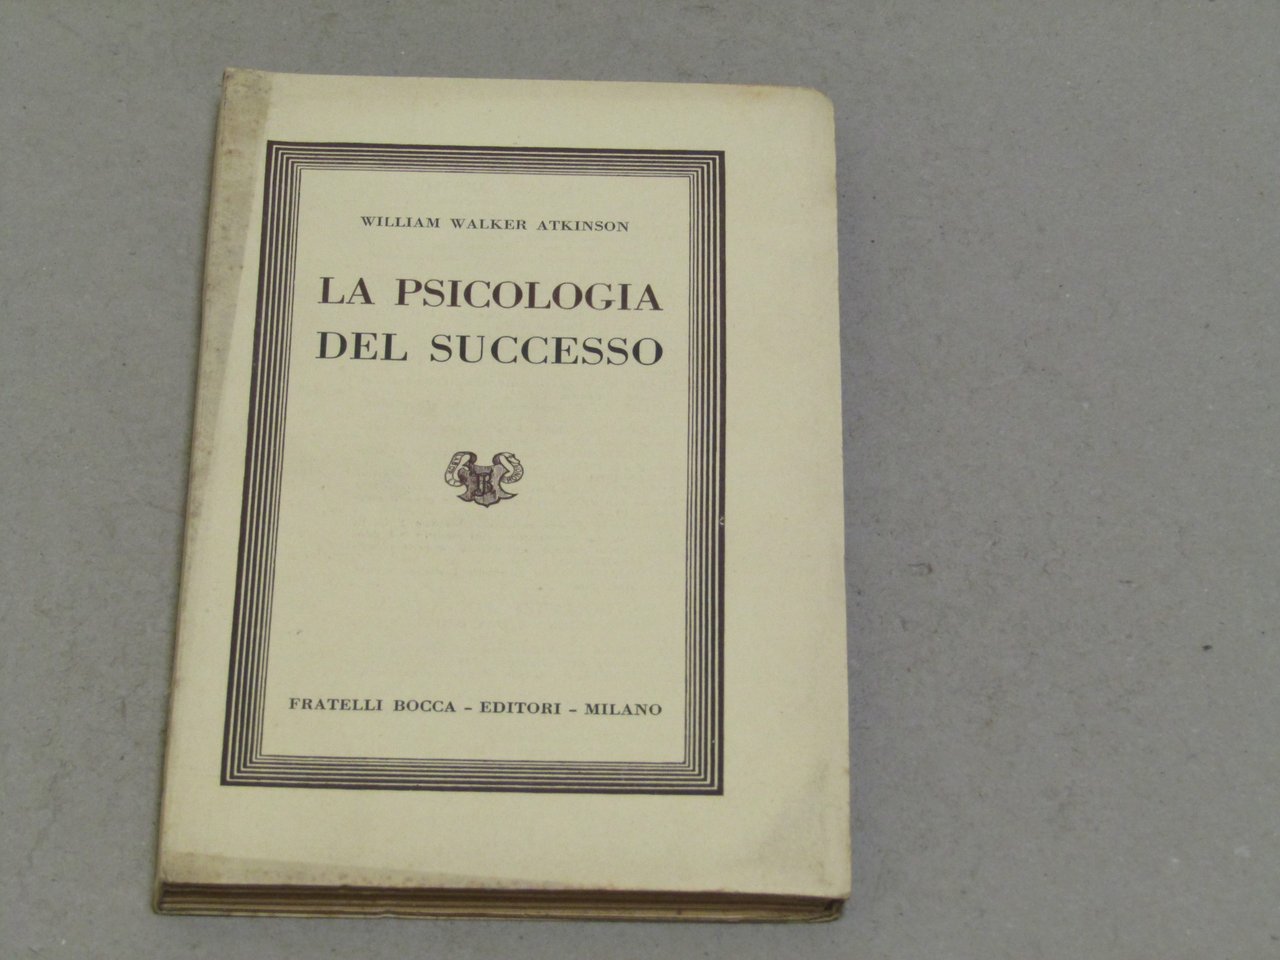 WILLIAM WALKER ATKINSON
LA PSICOLOGIA
DEL SUCCESSO
FRATELLI BOCCA - EDITORI - MILANO